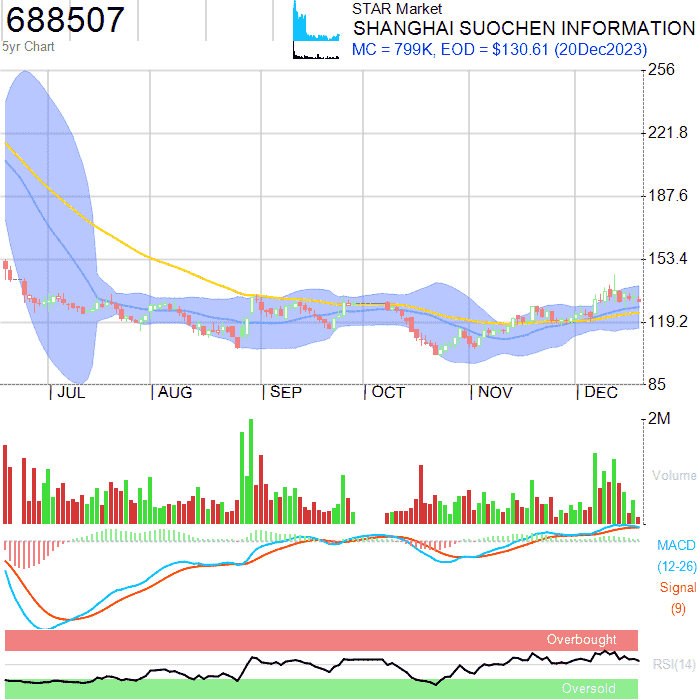 688507
5yr Chart
STAR Market
SHANGHAI SUOCHEN INFORMATION
MC = 799K, EOD = $130.61 (20Dec2023)
256
221.8
187.6
153.4
119.2
85
JUL
AUG
SEP
OCT
NOV
DEC
2M
Volume
MACD
(12-26)
Signal
(9)
Overbought
RSI(14)
Oversold